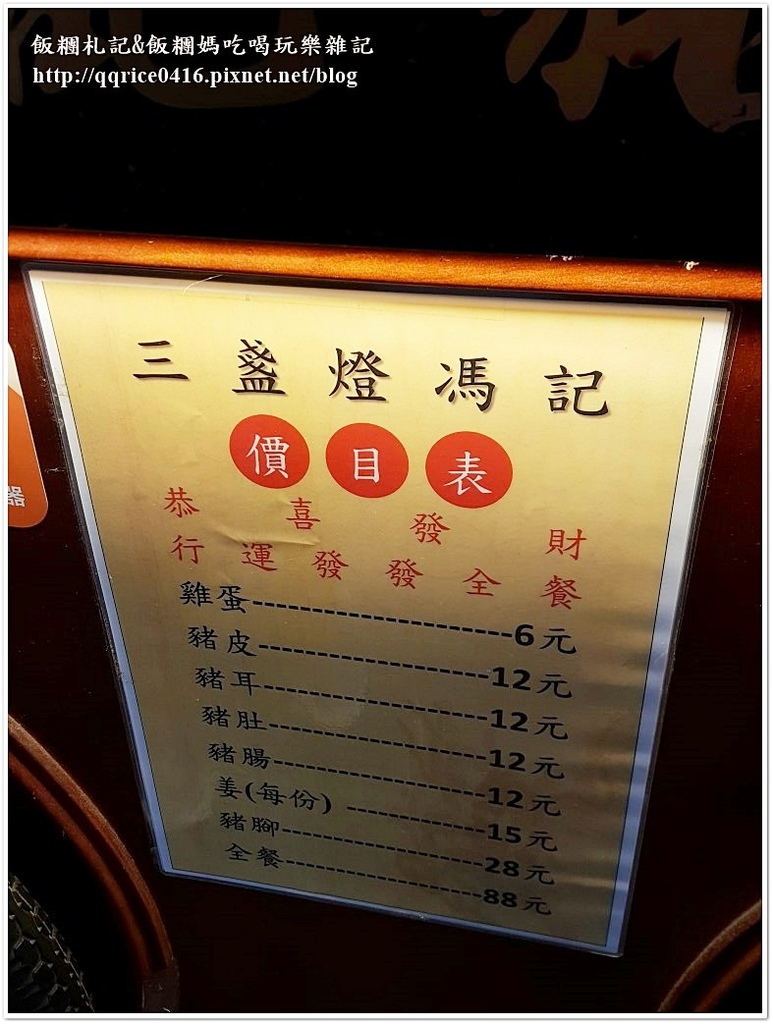 飯糰札記&飯糰媽吃喝玩樂雜記
http://qqrice0416.pixnet.net/blog
三盞燈馮記
價目表
恭喜發財
行運發發全餐
雞蛋--------------------------6元
豬皮-----------------------12元
豬耳----------------------12元
豬肚----------------------12元
豬腸----------------------12元
姜(每份) --------------15元
豬腳--------------------28元
全餐--------------------88元
器